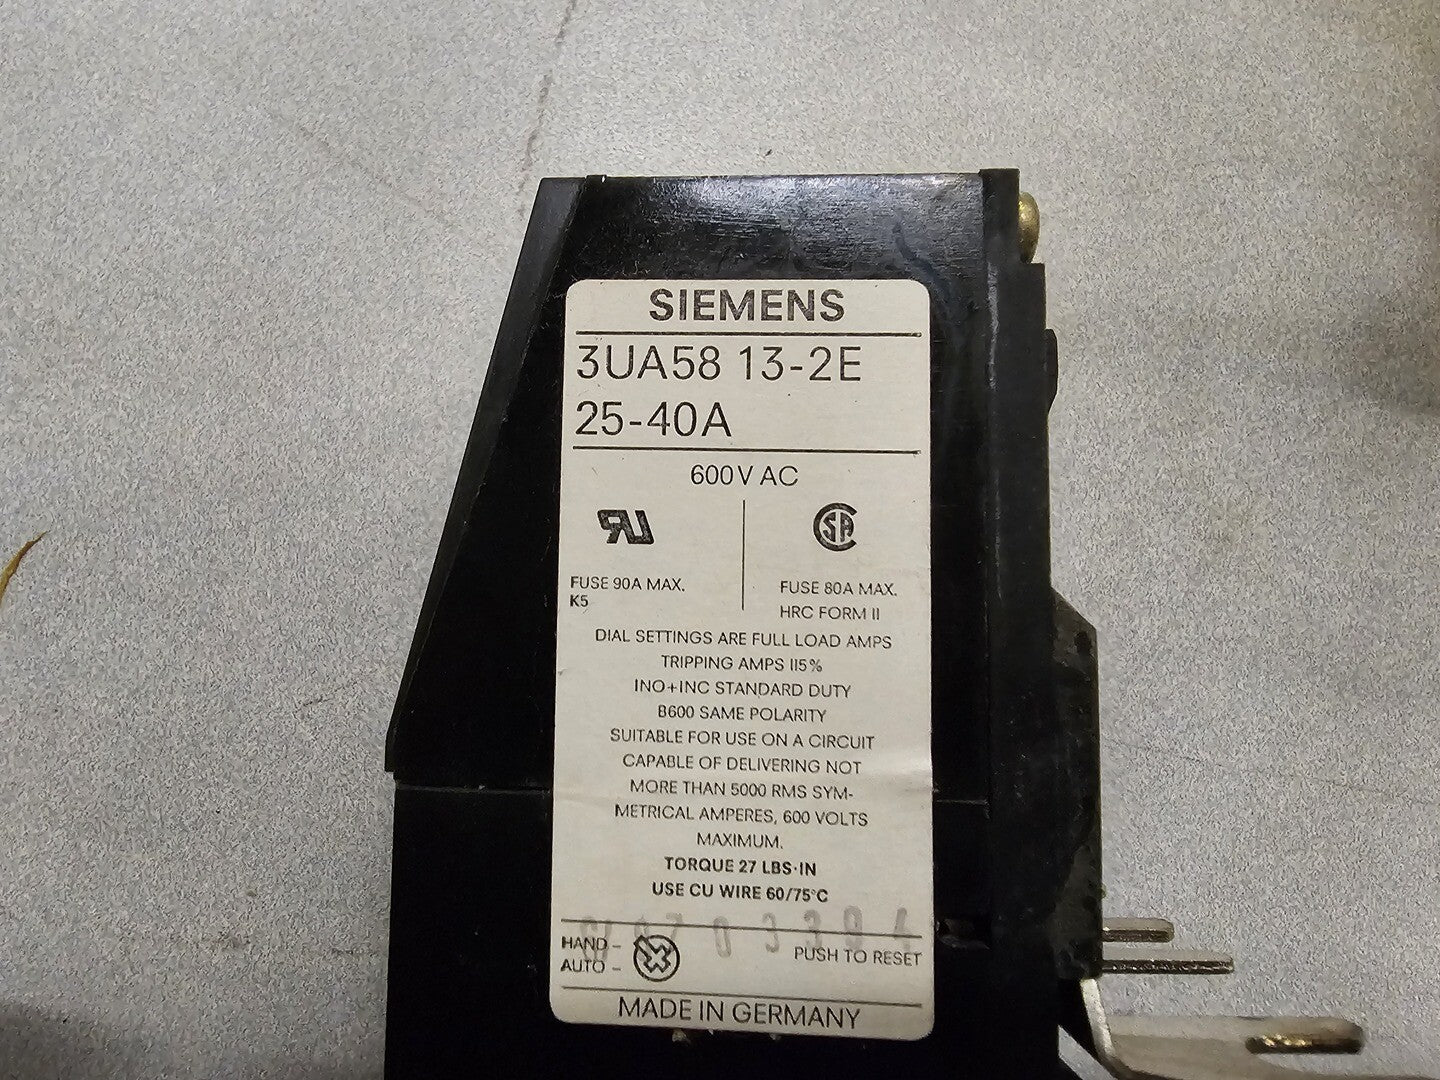 SIEMENS
3UA58 13-2E
25-40A
600V AC
FUSE 90A MAX.
K5
FUSE 80A MAX.
HRC FORM II
DIAL SETTINGS ARE FULL LOAD AMPS
TRIPPING AMPS 115%
1NO+1NC STANDARD DUTY
B600 SAME POLARITY
SUITABLE FOR USE ON A CIRCUIT
CAPABLE OF DELIVERING NOT
MORE THAN 5000 RMS SYM-
METRICAL AMPERES, 600 VOLTS
MAXIMUM.
TORQUE 27 LBS·IN
USE CU WIRE 60/75°C
HAND -
AUTO -
PUSH TO RESET
MADE IN GERMANY